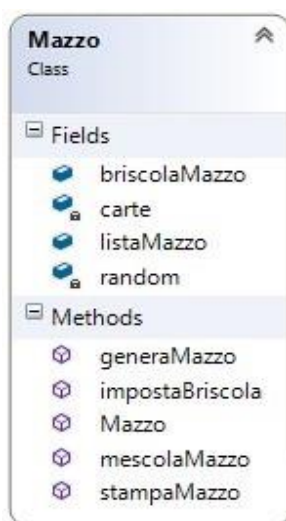 Mazzo
Class
Fields
briscolaMazzo
carte
listaMazzo
random
Methods
generaMazzo
impostaBriscola
Mazzo
mescolaMazzo
stampaMazzo